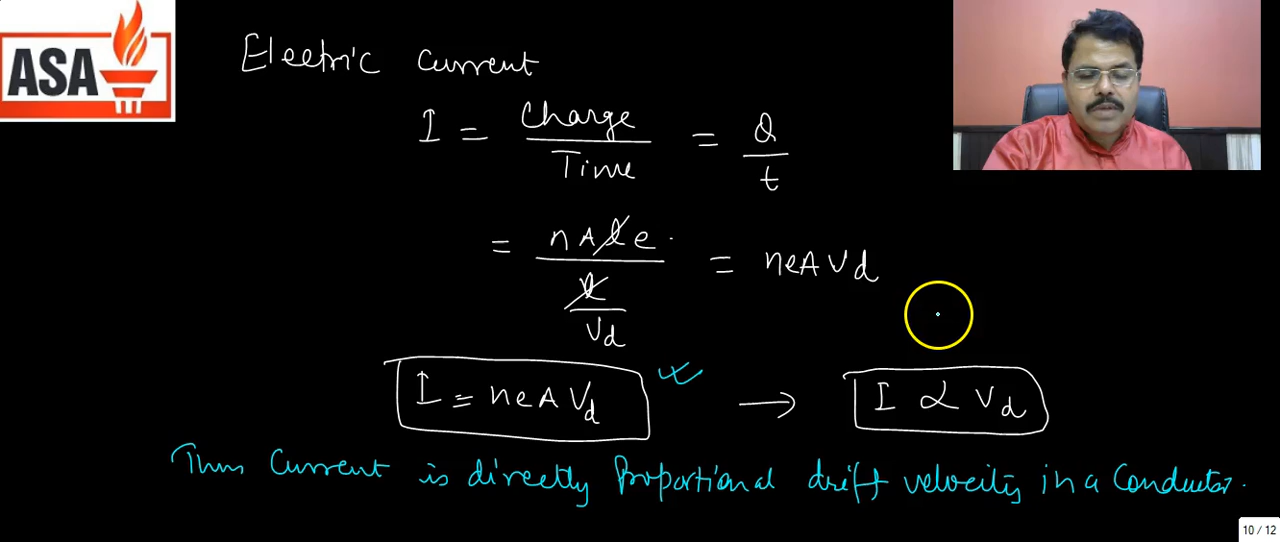 ASA
Electric current
I = Charge / Time = Q / t
= nAle / (l / Vd) = neAVd
I = neAVd → I ∝ Vd
Thus Current is directly Proportional drift velocity in a Conductor.
10 / 12